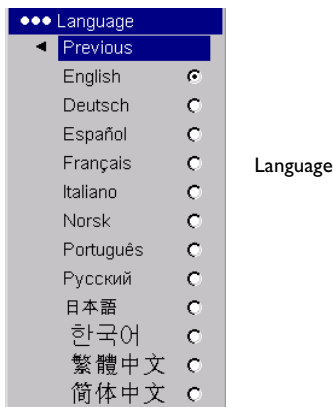 Language
Previous
English
Deutsch
Español
Français
Language
Italiano
Norsk
Português
Русский
日本語
한국어
繁體中文
简体中文